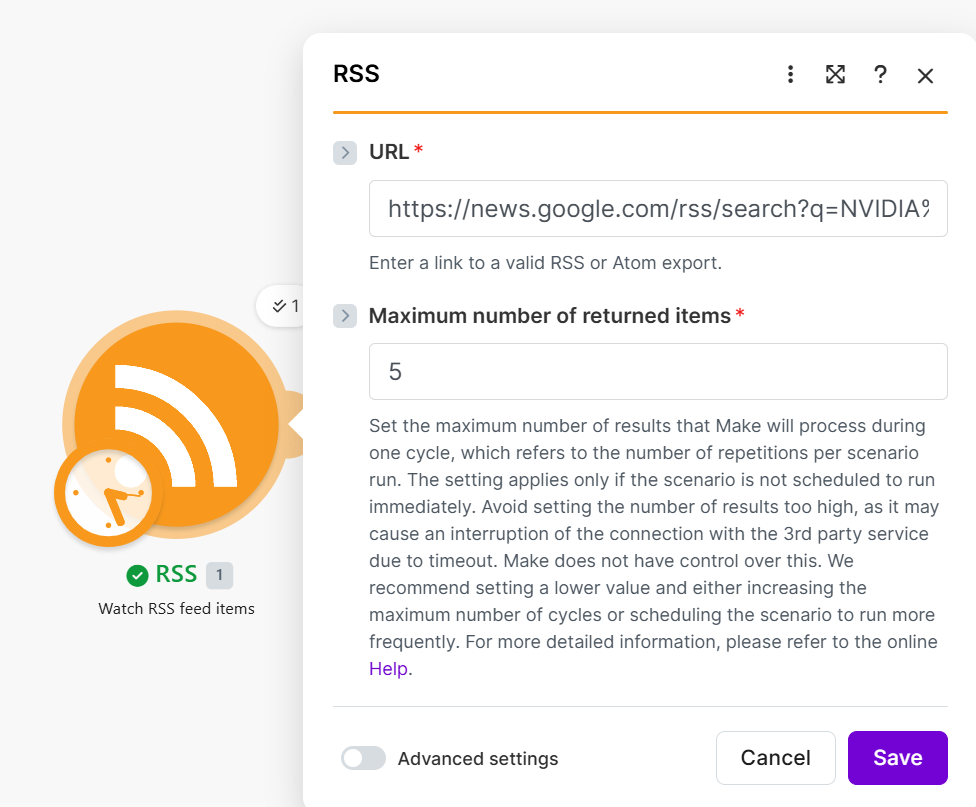 RSS
?
URL *
https://news.google.com/rss/search?q=NVIDIA%
Enter a link to a valid RSS or Atom export.
1
Maximum number of returned items *
5
Set the maximum number of results that Make will process during
one cycle, which refers to the number of repetitions per scenario
run. The setting applies only if the scenario is not scheduled to run
immediately. Avoid setting the number of results too high, as it may
cause an interruption of the connection with the 3rd party service
due to timeout. Make does not have control over this. We
recommend setting a lower value and either increasing the
maximum number of cycles or scheduling the scenario to run more
frequently. For more detailed information, please refer to the online
Help.
RSS 1
Watch RSS feed items
Advanced settings
Cancel
Save